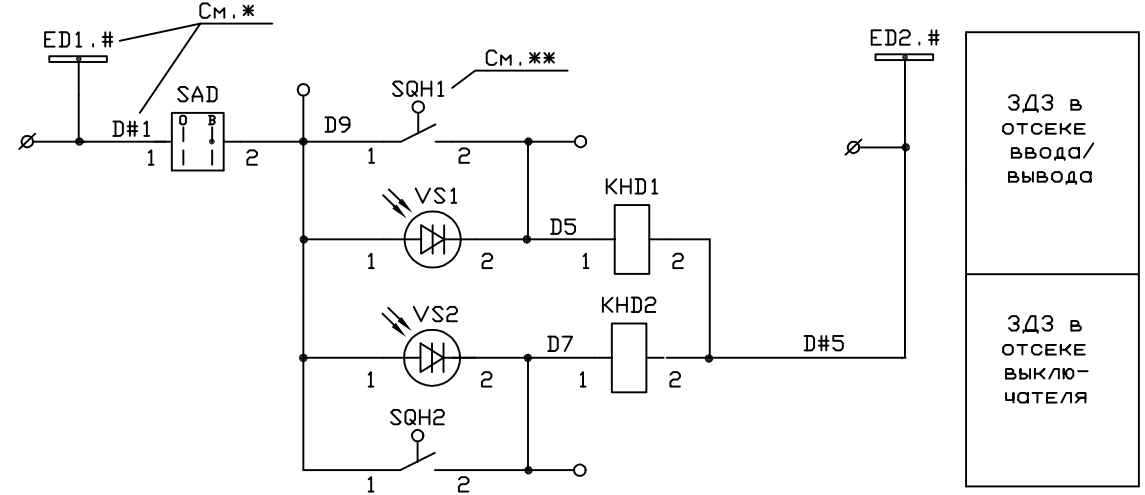 См. *
ED1.#
ED2.#
См. **
SAD
SQH1
О В
D#1
D9
1 2
1 2
ЗДЗ в
отсеке
ввода/
вывода
VS1
KHD1
D5
1 2
1 2
VS2
KHD2
D7
D#5
1 2
1 2
ЗДЗ в
отсеке
выклю-
чателя
SQH2
1 2